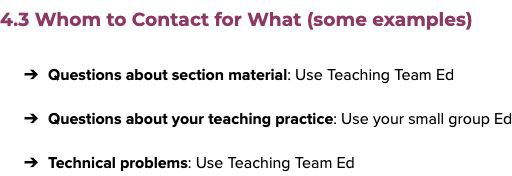 4.3 Whom to Contact for What (some examples)
➔ Questions about section material: Use Teaching Team Ed
➔ Questions about your teaching practice: Use your small group Ed
➔ Technical problems: Use Teaching Team Ed